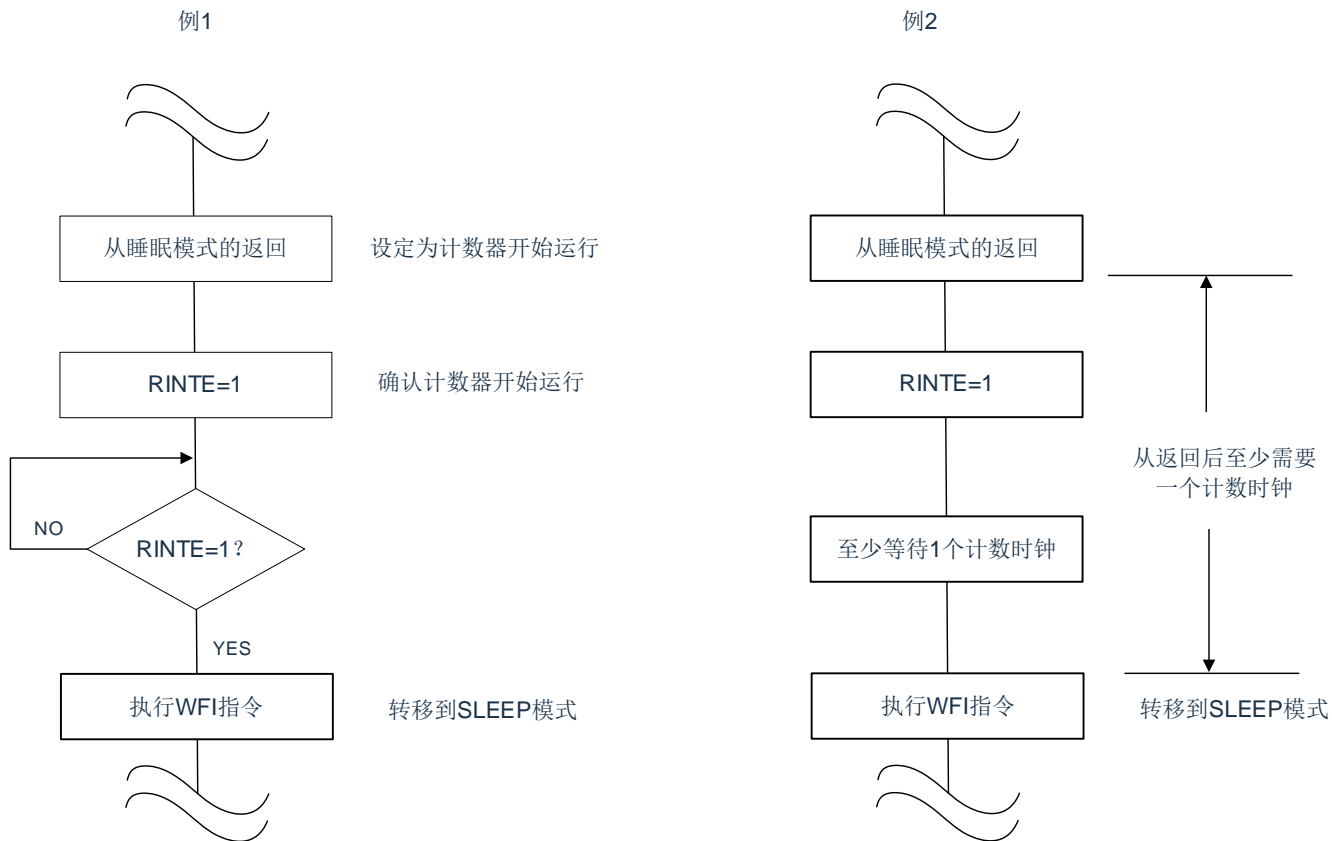 例1
从睡眠模式的返回
设定为计数器开始运行
RINTE=1
确认计数器开始运行
NO
RINTE=1?
YES
执行WFI指令
转移到SLEEP模式
例2
从睡眠模式的返回
RINTE=1
从返回后至少需要
一个计数时钟
至少等待1个计数时钟
执行WFI指令
转移到SLEEP模式